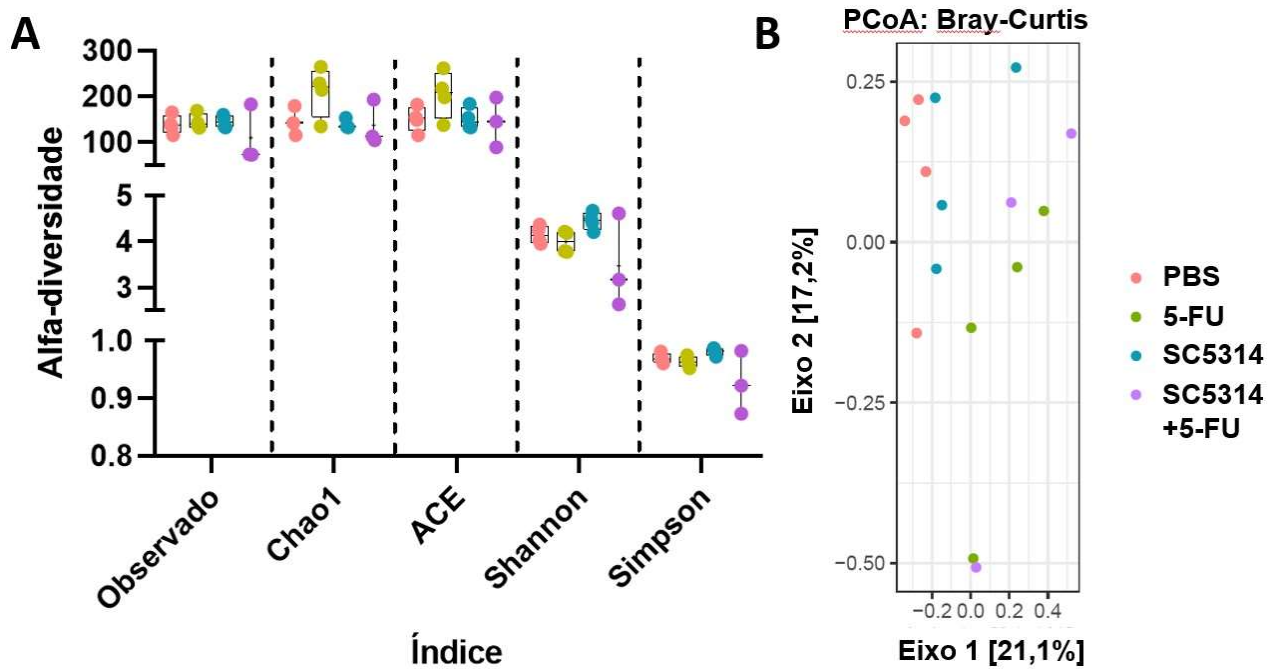 A
300
200
100
5
4
3
1.0
0.9
0.8
Alfa-diversidade
Observado
Chao1
ACE
Shannon
Simpson
Índice
B
PCoA: Bray-Curtis
0.25
0.00
−0.25
−0.50
Eixo 2 [17,2%]
−0.2 0.0 0.2 0.4
Eixo 1 [21,1%]
PBS
5-FU
SC5314
SC5314
+5-FU